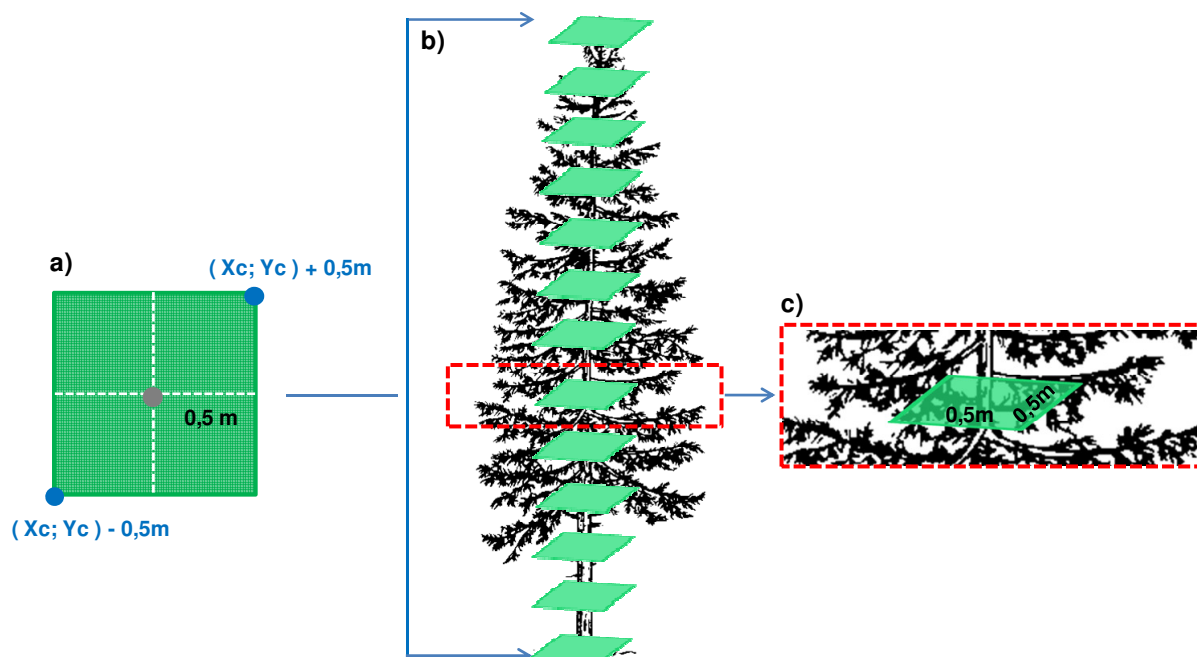 a)
( Xc; Yc ) + 0,5m
0,5 m
( Xc; Yc ) - 0,5m
b)
c)
0,5m
0,5m